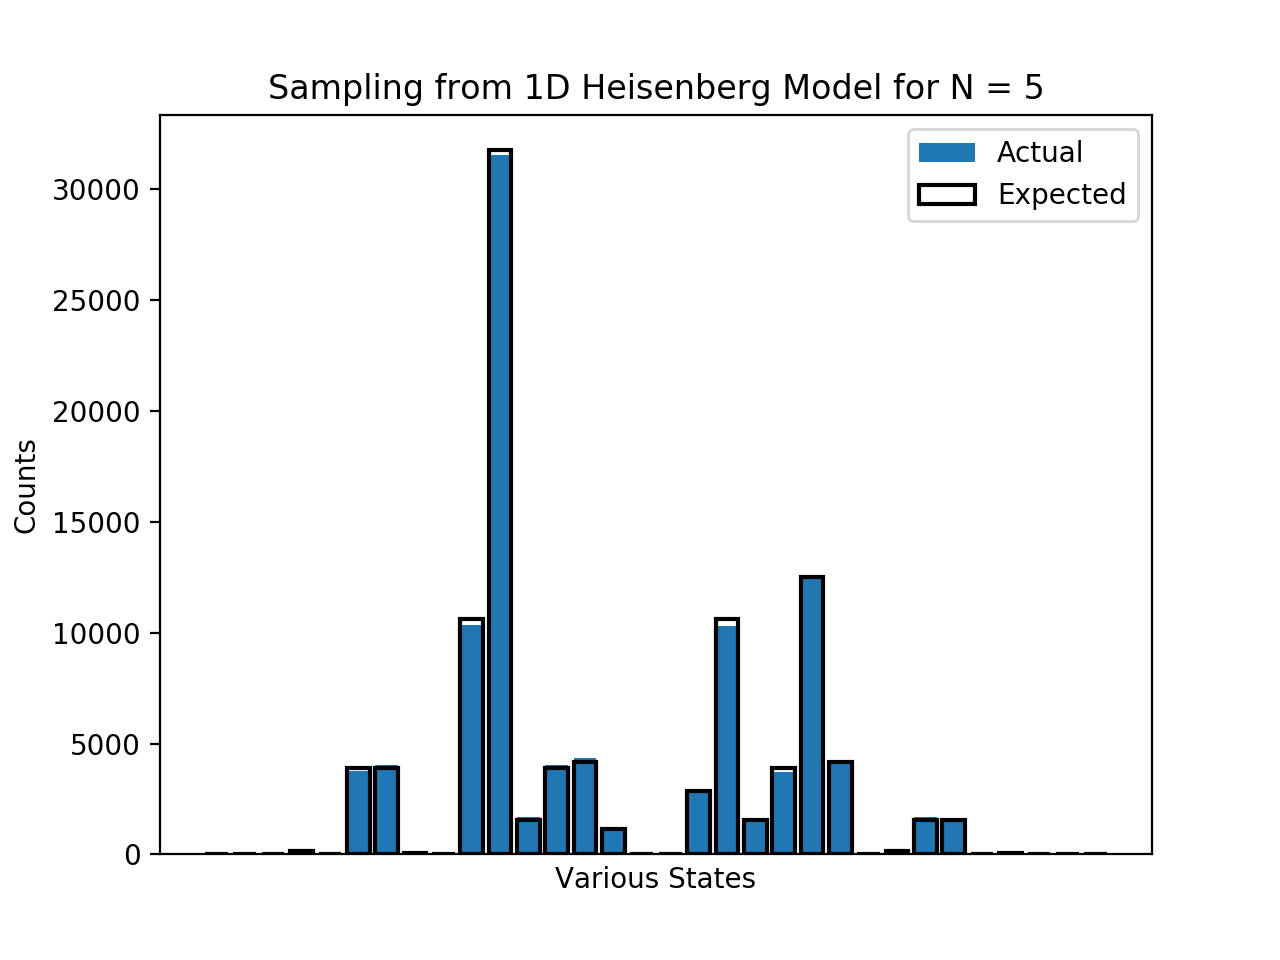 Sampling from 1D Heisenberg Model for N = 5
Actual
Expected
30000
25000
20000
15000
10000
5000
0
Counts
Various States